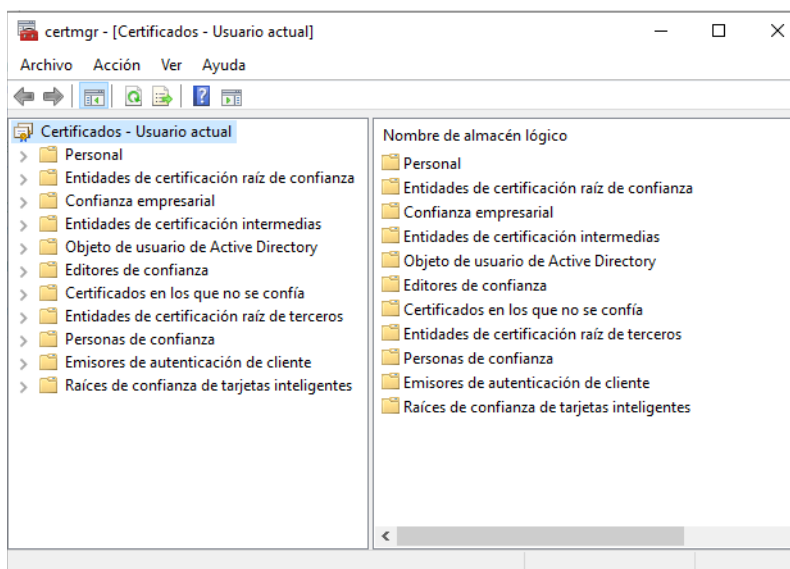 certmgr - [Certificados - Usuario actual]
Archivo Acción Ver Ayuda
Certificados - Usuario actual
Personal
Entidades de certificación raíz de confianza
Confianza empresarial
Entidades de certificación intermedias
Objeto de usuario de Active Directory
Editores de confianza
Certificados en los que no se confía
Entidades de certificación raíz de terceros
Personas de confianza
Emisores de autenticación de cliente
Raíces de confianza de tarjetas inteligentes
Nombre de almacén lógico
Personal
Entidades de certificación raíz de confianza
Confianza empresarial
Entidades de certificación intermedias
Objeto de usuario de Active Directory
Editores de confianza
Certificados en los que no se confía
Entidades de certificación raíz de terceros
Personas de confianza
Emisores de autenticación de cliente
Raíces de confianza de tarjetas inteligentes